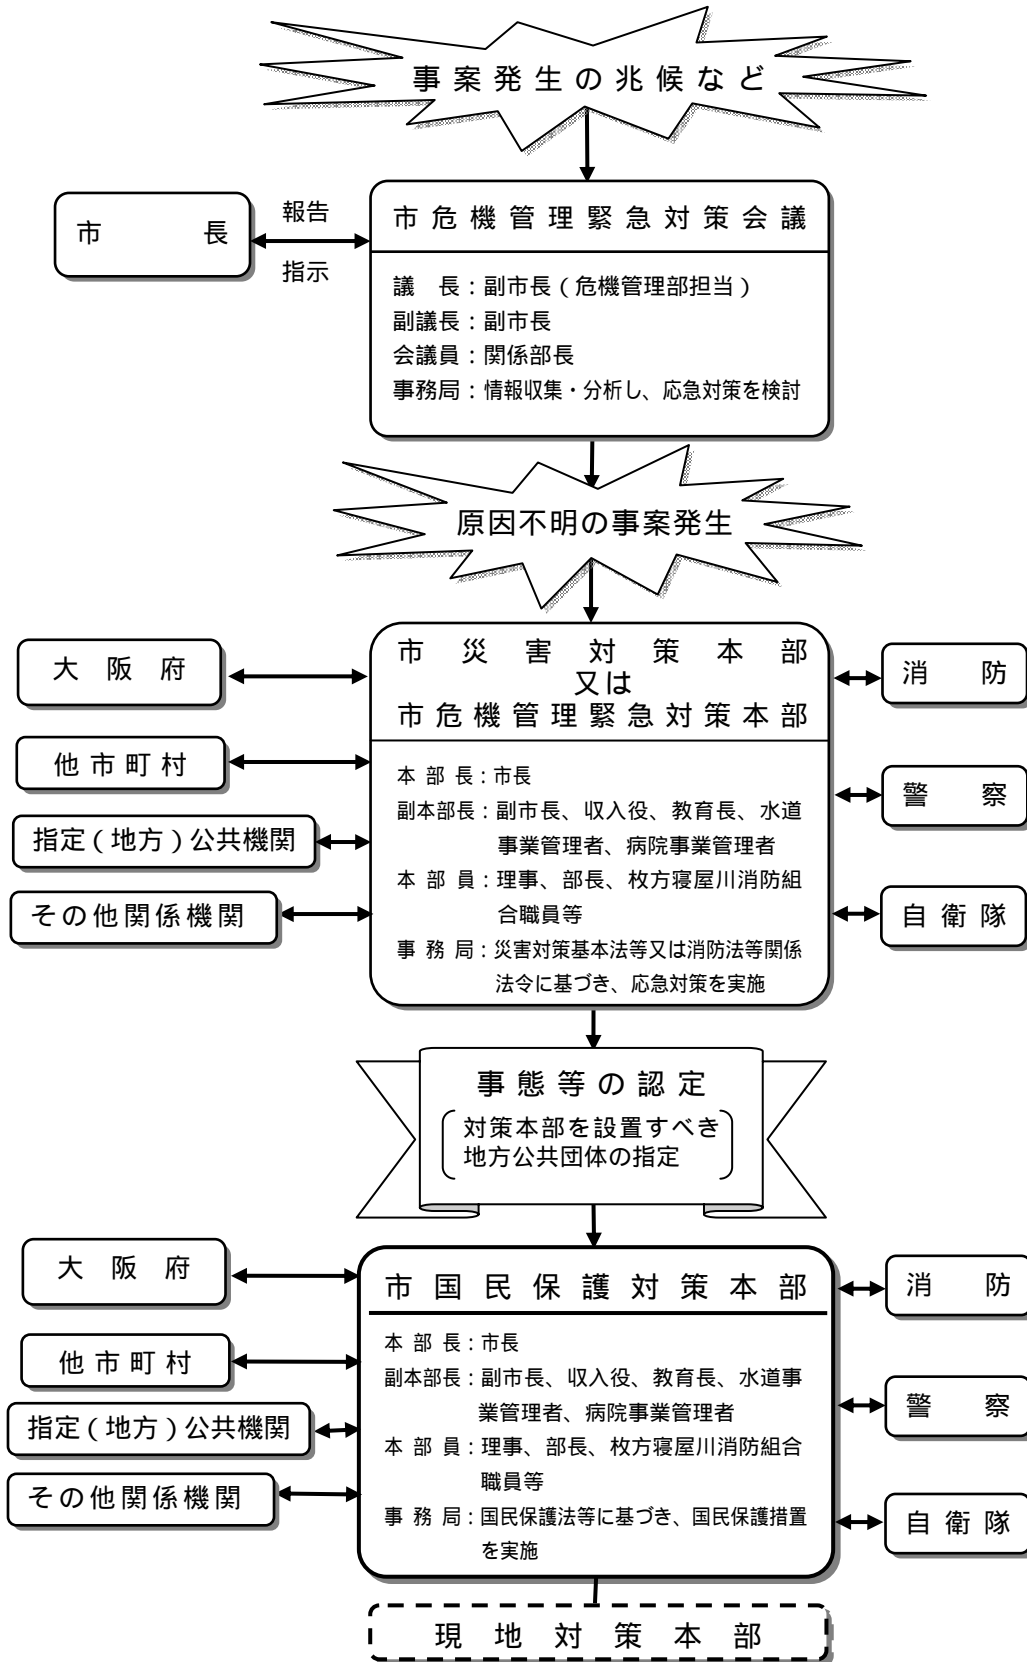 事案発生の兆候など
市長
報告
指示
市危機管理緊急対策会議
議　長：副市長（危機管理部担当）
副議長：副市長
会議員：関係部長
事務局：情報収集・分析し、応急対策を検討
原因不明の事案発生
大阪府
他市町村
指定（地方）公共機関
その他関係機関
市災害対策本部
又は
市危機管理緊急対策本部
本部長：市長
副本部長：副市長、収入役、教育長、水道
事業管理者、病院事業管理者
本部員：理事、部長、枚方寝屋川消防組
合職員等
事務局：災害対策基本法等又は消防法等関係
法令に基づき、応急対策を実施
消防
警察
自衛隊
事態等の認定
対策本部を設置すべき
地方公共団体の指定
大阪府
他市町村
指定（地方）公共機関
その他関係機関
市国民保護対策本部
本部長：市長
副本部長：副市長、収入役、教育長、水道事
業管理者、病院事業管理者
本部員：理事、部長、枚方寝屋川消防組合
職員等
事務局：国民保護法等に基づき、国民保護措置
を実施
消防
警察
自衛隊
現地対策本部